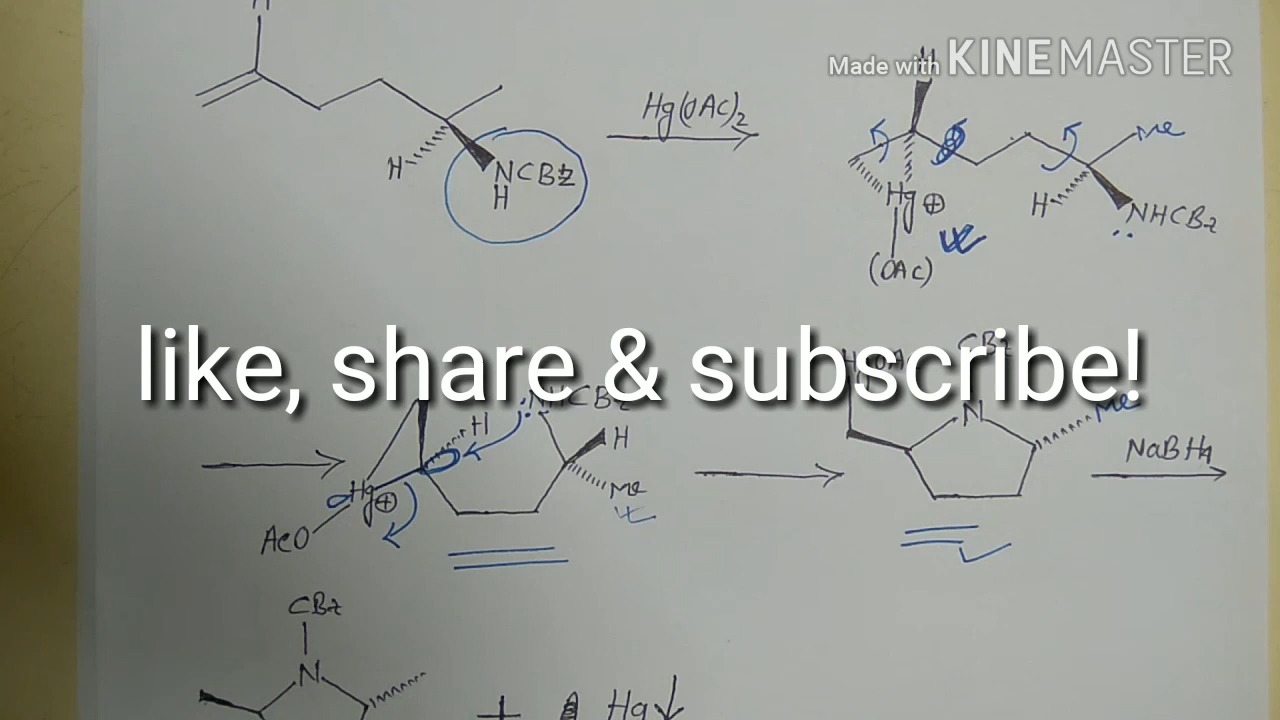 H
Made with KINEMASTER
Hg(OAc)2
H
Me
H
NCBz
H
Hg ⊕
H
NHCBz
(OAc)
like, share & subscribe!
CBz
H
:NHCBz
H
N
Me
NaBH4
Hg⊕
Me
AcO
CBz
N
+ Hg↓